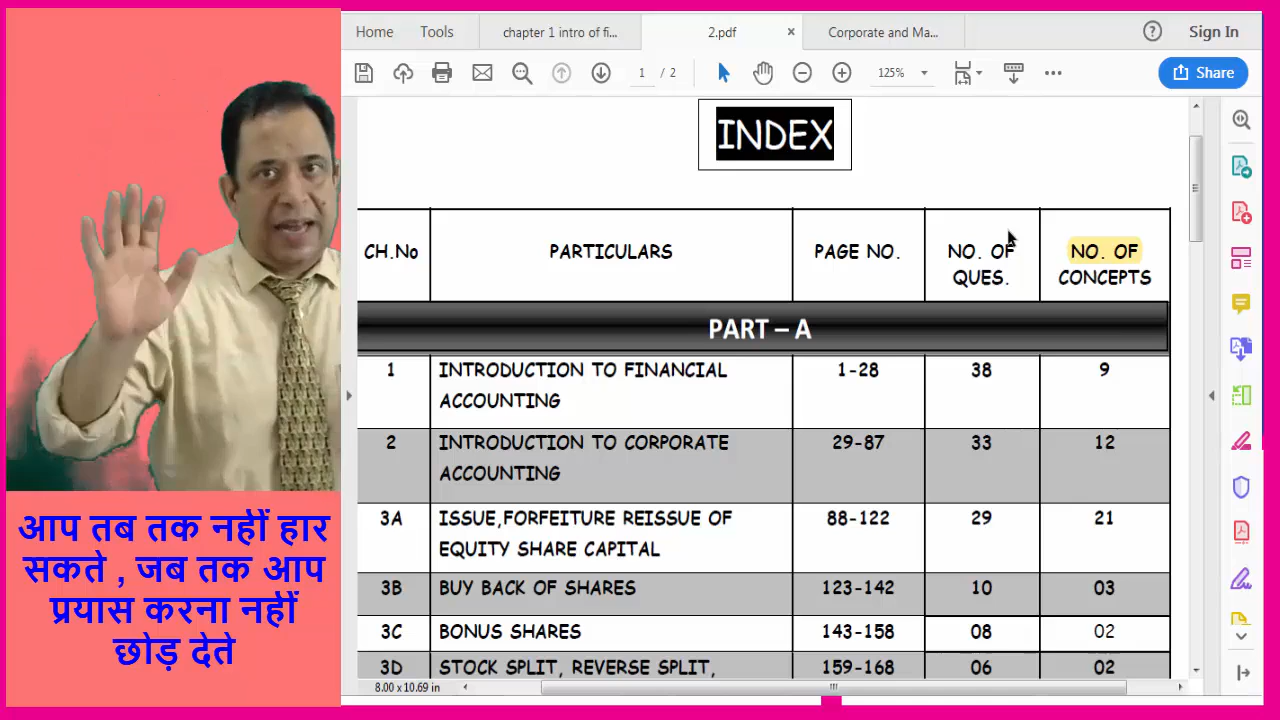 Home Tools chapter 1 intro of fi... 2.pdf × Corporate and Ma... ? Sign In
1 / 2 125% Share
INDEX
CH.No PARTICULARS PAGE NO. NO. OF QUES. NO. OF CONCEPTS
PART – A
1 INTRODUCTION TO FINANCIAL ACCOUNTING 1-28 38 9
2 INTRODUCTION TO CORPORATE ACCOUNTING 29-87 33 12
3A ISSUE,FORFEITURE REISSUE OF EQUITY SHARE CAPITAL 88-122 29 21
3B BUY BACK OF SHARES 123-142 10 03
3C BONUS SHARES 143-158 08 02
3D STOCK SPLIT, REVERSE SPLIT, 159-168 06 02
8.00 x 10.69 in
आप तब तक नहीं हार
सकते , जब तक आप
प्रयास करना नहीं
छोड़ देते